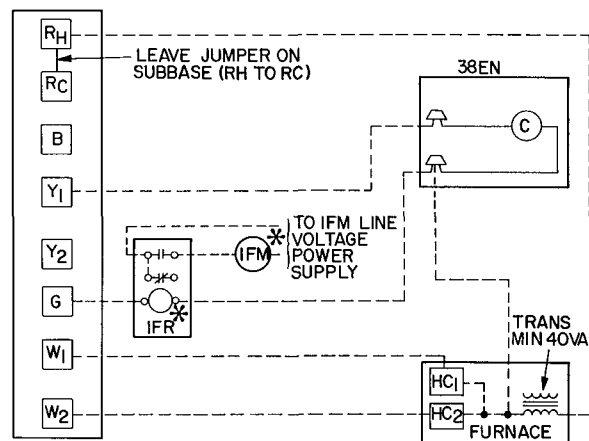 RH
LEAVE JUMPER ON
SUBBASE (RH TO RC)
RC
B
Y1
Y2
G
W1
W2
38EN
C
TO IFM LINE
VOLTAGE
POWER
SUPPLY
IFM*
IFR*
TRANS
MIN 40VA
HC1
HC2
FURNACE